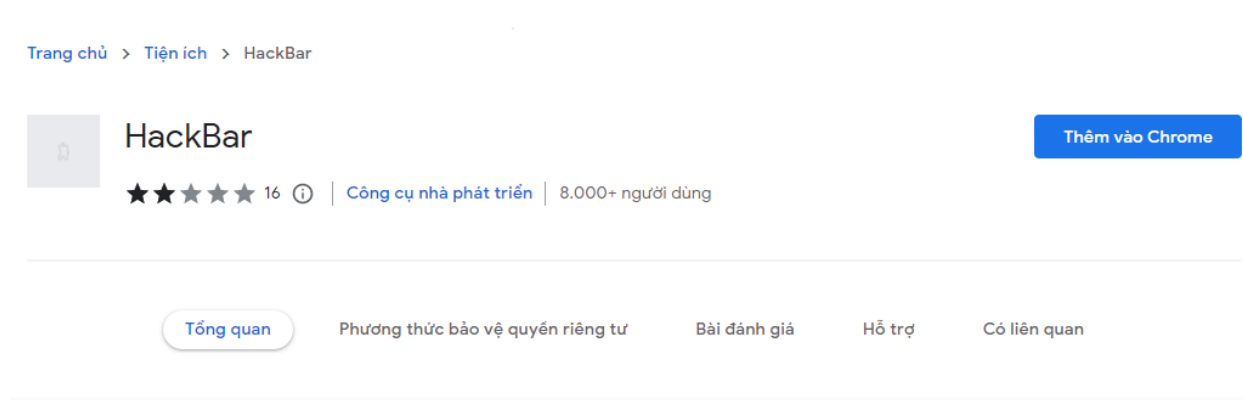 Trang chủ > Tiện ích > HackBar
HackBar
Thêm vào Chrome
16 Công cụ nhà phát triển 8.000+ người dùng
Tổng quan Phương thức bảo vệ quyền riêng tư Bài đánh giá Hỗ trợ Có liên quan